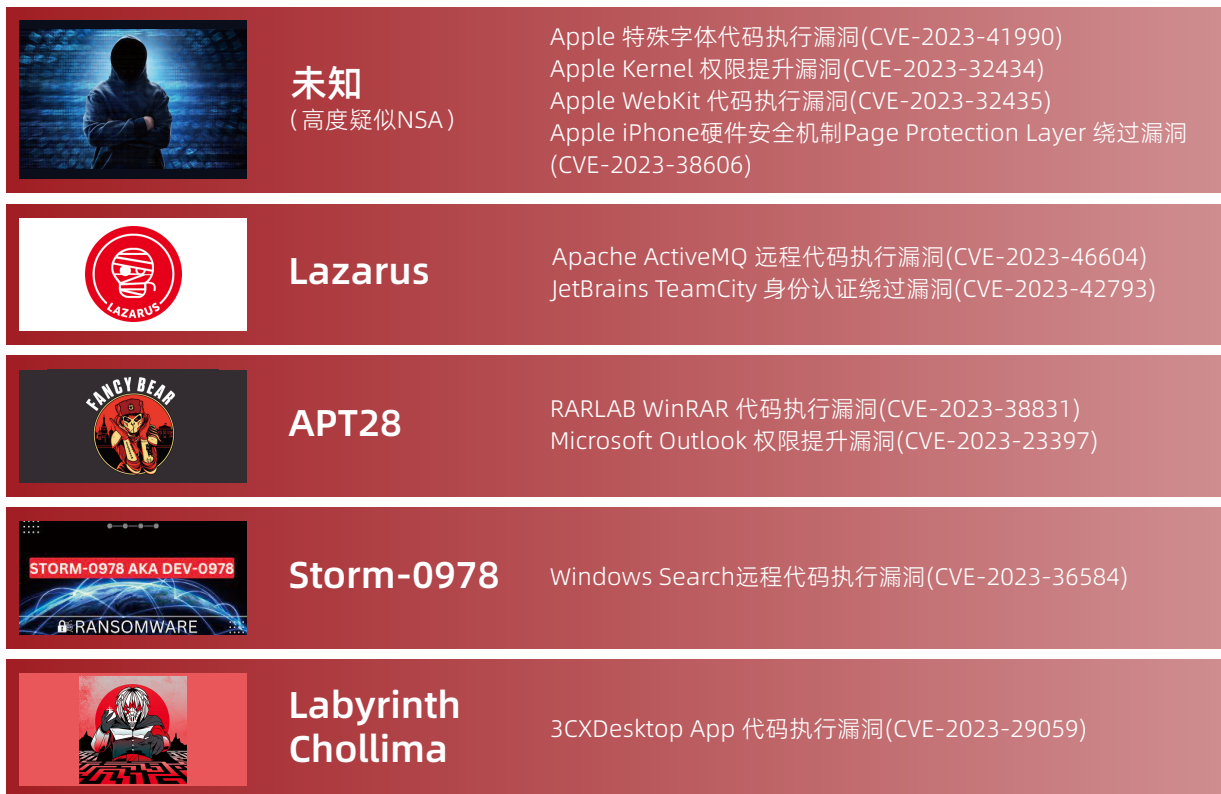 未知
(高度疑似NSA)
Apple 特殊字体代码执行漏洞(CVE-2023-41990)
Apple Kernel 权限提升漏洞(CVE-2023-32434)
Apple WebKit 代码执行漏洞(CVE-2023-32435)
Apple iPhone硬件安全机制Page Protection Layer 绕过漏洞
(CVE-2023-38606)
LAZARUS
Lazarus
Apache ActiveMQ 远程代码执行漏洞(CVE-2023-46604)
JetBrains TeamCity 身份认证绕过漏洞(CVE-2023-42793)
FANCY BEAR
APT28
RARLAB WinRAR 代码执行漏洞(CVE-2023-38831)
Microsoft Outlook 权限提升漏洞(CVE-2023-23397)
STORM-0978 AKA DEV-0978
RANSOMWARE
Storm-0978
Windows Search远程代码执行漏洞(CVE-2023-36584)
Labyrinth
Chollima
3CXDesktop App 代码执行漏洞(CVE-2023-29059)